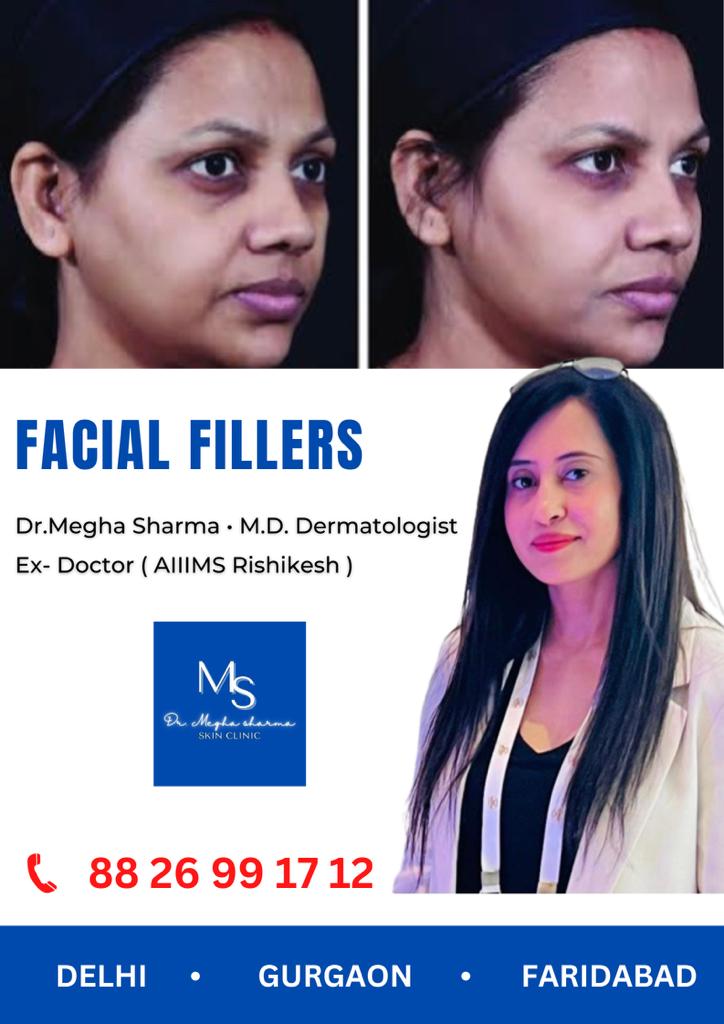 FACIAL FILLERS
Dr.Megha Sharma • M.D. Dermatologist
Ex- Doctor ( AIIIMS Rishikesh )
MS
Dr. Megha sharma
SKIN CLINIC
88 26 99 17 12
DELHI • GURGAON • FARIDABAD